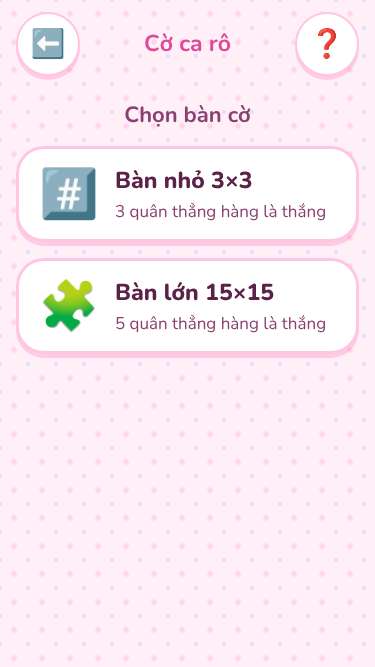 Cờ ca rô
Chọn bàn cờ
Bàn nhỏ 3×3
3 quân thẳng hàng là thắng
Bàn lớn 15×15
5 quân thẳng hàng là thắng